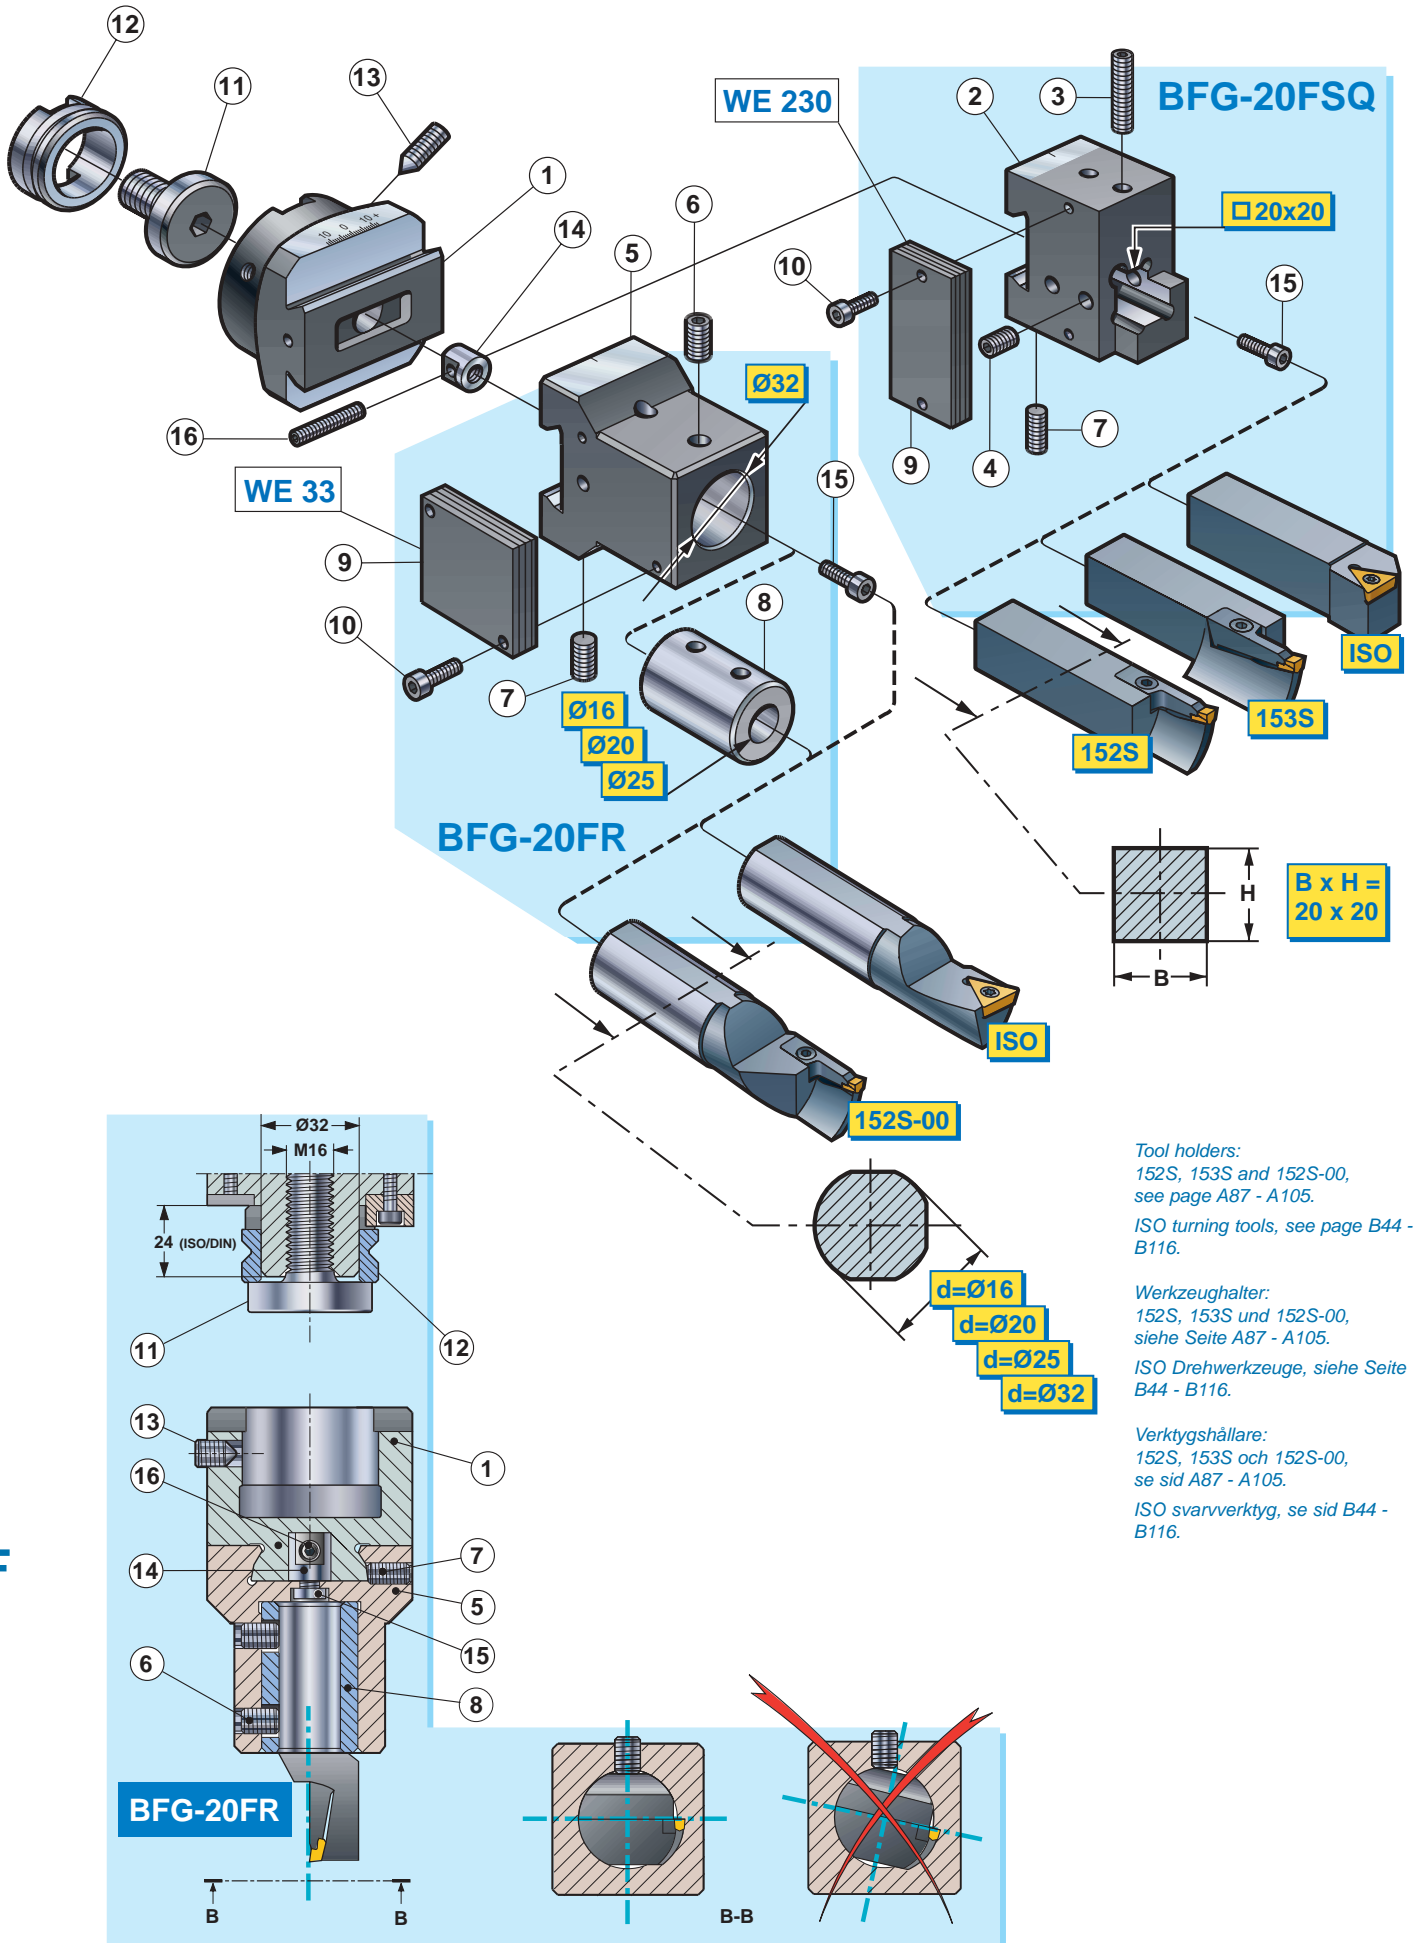 12
13
11
1
14
16
WE 230
2
3
BFG-20FSQ
20x20
10
15
6
5
9
4
7
Ø32
WE 33
15
9
10
7
8
Ø16
Ø20
Ø25
BFG-20FR
ISO
153S
152S
H
B
B x H =
20 x 20
ISO
152S-00
d=Ø16
d=Ø20
d=Ø25
d=Ø32
Tool holders:
152S, 153S and 152S-00,
see page A87 - A105.
ISO turning tools, see page B44 -
B116.
Werkzeughalter:
152S, 153S und 152S-00,
siehe Seite A87 - A105.
ISO Drehwerkzeuge, siehe Seite
B44 - B116.
Verktygshållare:
152S, 153S och 152S-00,
se sid A87 - A105.
ISO svarvverktyg, se sid B44 -
B116.
Ø32
M16
24 (ISO/DIN)
11
12
13
1
16
7
14
5
15
6
8
BFG-20FR
B
B
B-B
10 0 10+
F